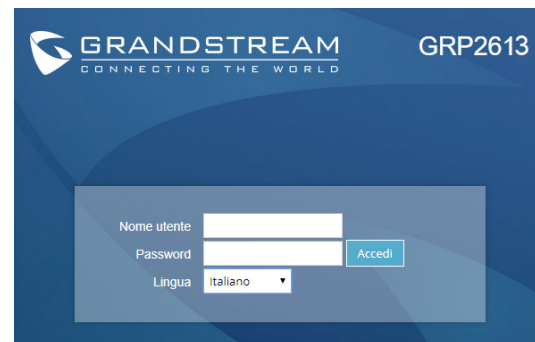 GRANDSTREAM
CONNECTING THE WORLD
GRP2613
Nome utente
Password
Accedi
Lingua
Italiano